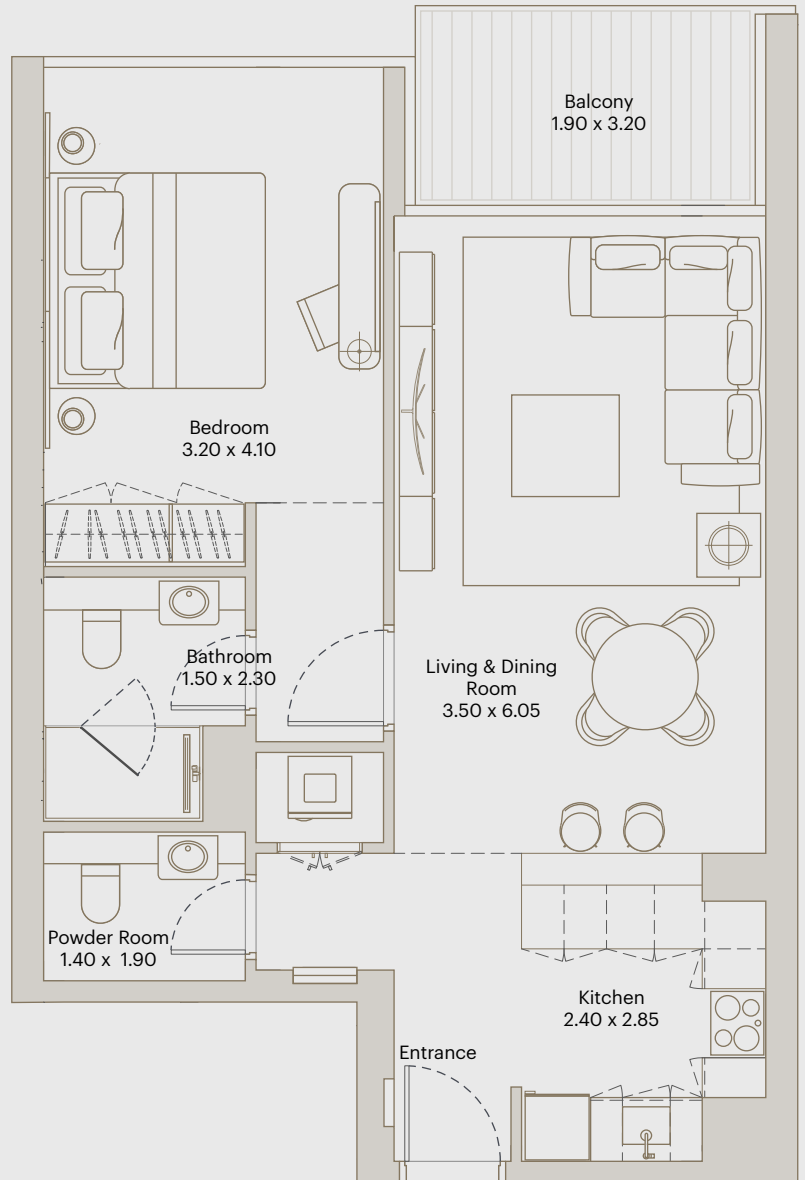 Balcony
1.90 x 3.20
Bedroom
3.20 x 4.10
Bathroom
1.50 x 2.30
Living & Dining
Room
3.50 x 6.05
Powder Room
1.40 x 1.90
Kitchen
2.40 x 2.85
Entrance